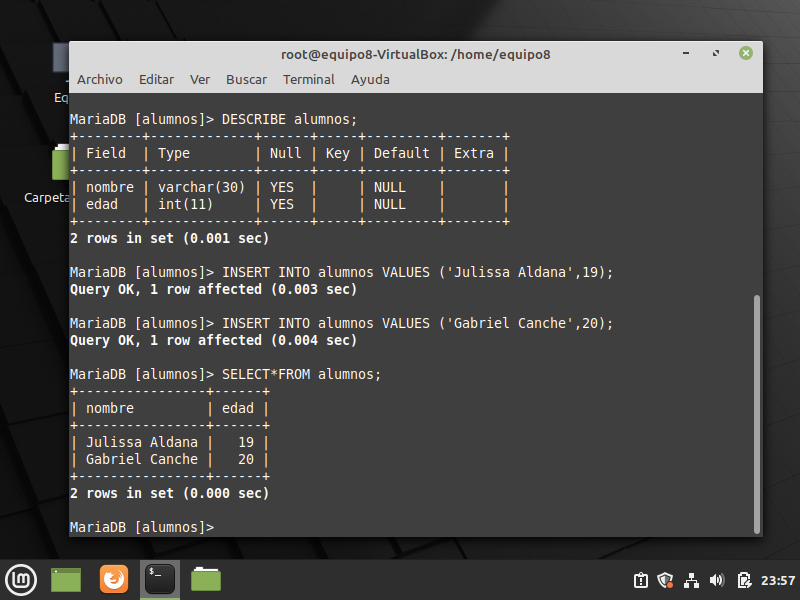 root@equipo8-VirtualBox: /home/equipo8
Archivo Editar Ver Buscar Terminal Ayuda
MariaDB [alumnos]> DESCRIBE alumnos;
+--------+-------------+------+-----+---------+-------+
| Field  | Type        | Null | Key | Default | Extra |
+--------+-------------+------+-----+---------+-------+
| nombre | varchar(30) | YES  |     | NULL    |       |
| edad   | int(11)     | YES  |     | NULL    |       |
+--------+-------------+------+-----+---------+-------+
2 rows in set (0.001 sec)
MariaDB [alumnos]> INSERT INTO alumnos VALUES ('Julissa Aldana',19);
Query OK, 1 row affected (0.003 sec)
MariaDB [alumnos]> INSERT INTO alumnos VALUES ('Gabriel Canche',20);
Query OK, 1 row affected (0.004 sec)
MariaDB [alumnos]> SELECT*FROM alumnos;
+----------------+------+
| nombre         | edad |
+----------------+------+
| Julissa Aldana |   19 |
| Gabriel Canche |   20 |
+----------------+------+
2 rows in set (0.000 sec)
MariaDB [alumnos]>
Eq
Carpeta
$_
23:57